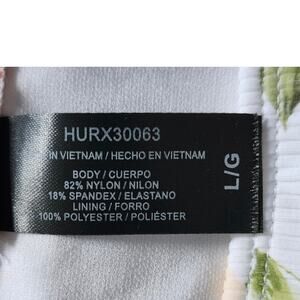 HURX30063
IN VIETNAM / HECHO EN VIETNAM
BODY / CUERPO
82% NYLON / NILON
18% SPANDEX / ELASTANO
LINING / FORRO
100% POLYESTER / POLIÉSTER
L/G